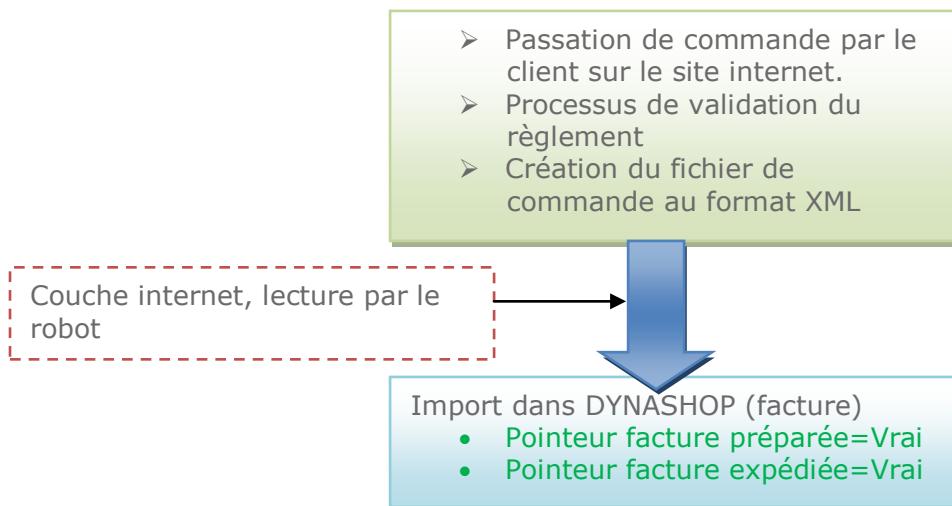 ➢ Passation de commande par le
client sur le site internet.
➢ Processus de validation du
règlement
➢ Création du fichier de
commande au format XML
Couche internet, lecture par le
robot
Import dans DYNASHOP (facture)
• Pointeur facture préparée=Vrai
• Pointeur facture expédiée=Vrai